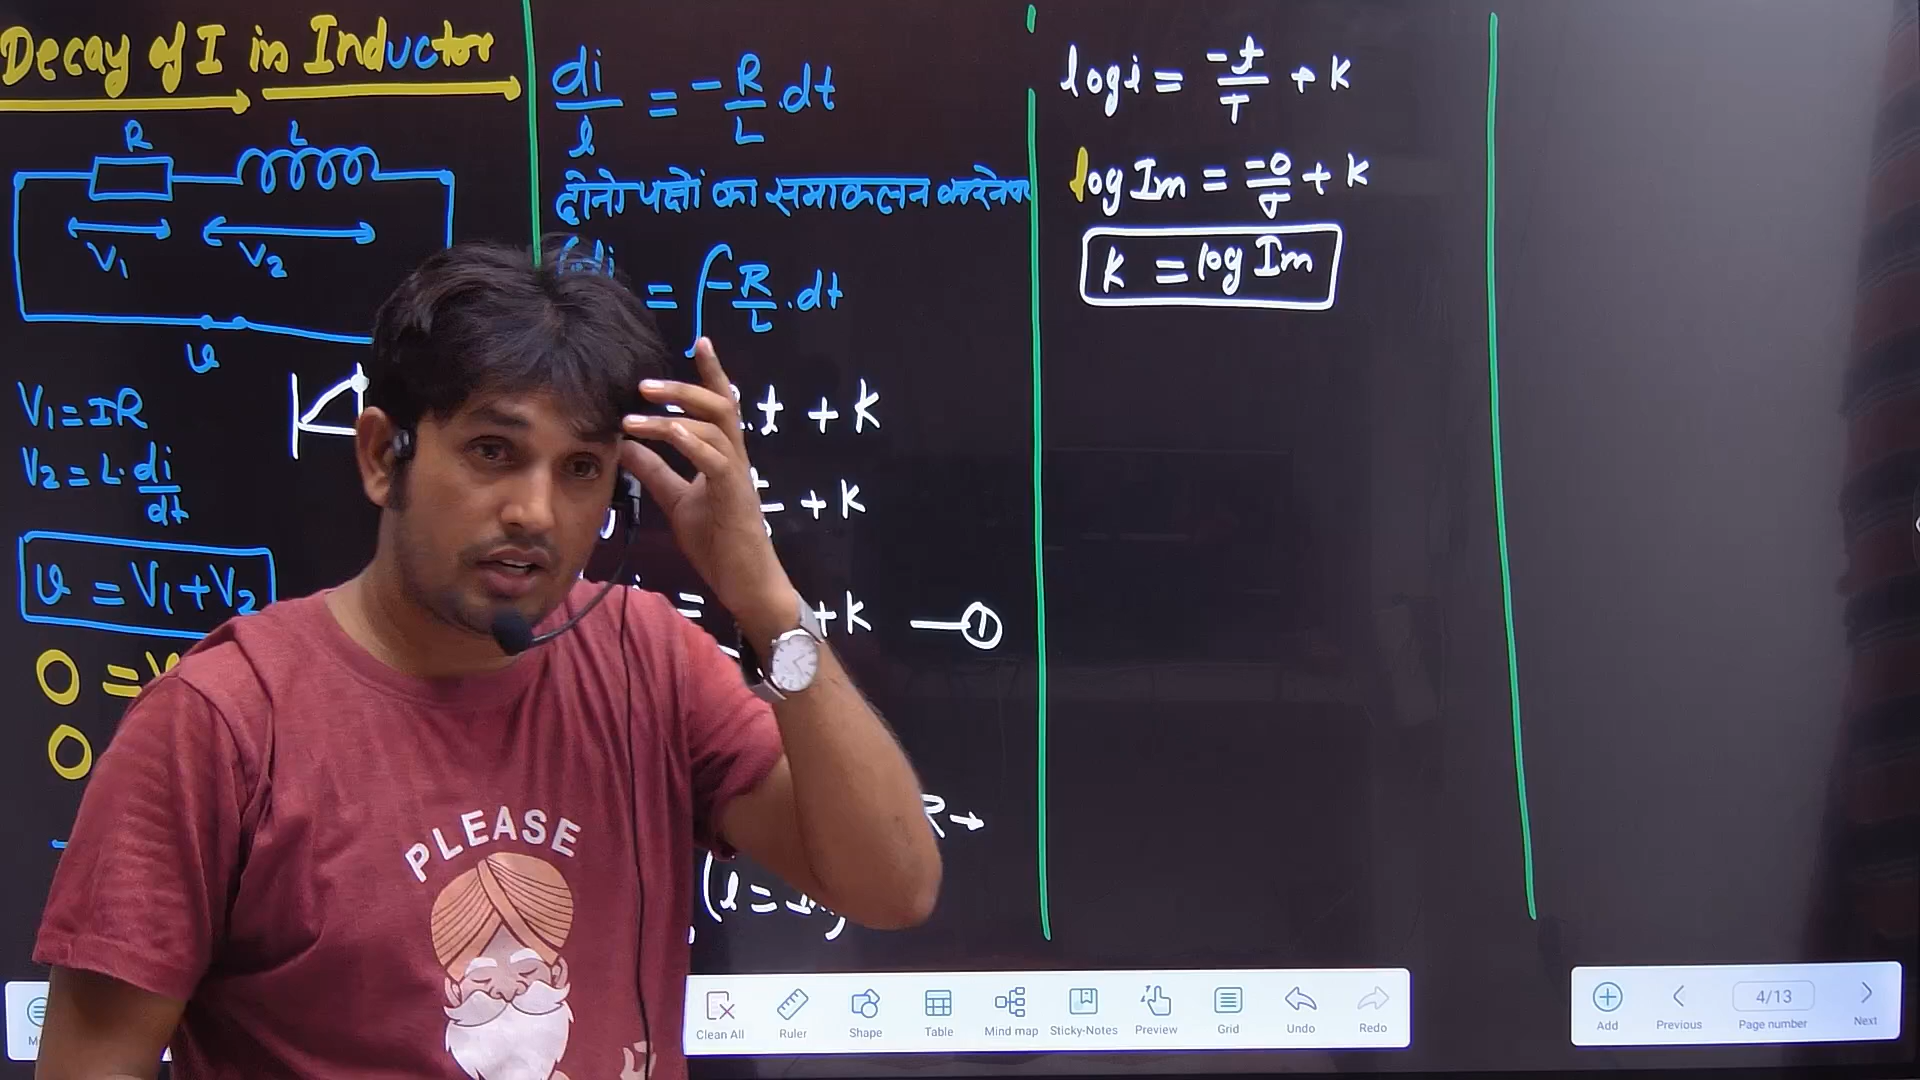 Decay of I in Inductor
R
L
V₁
V₂
v
V₁ = IR
V₂ = L·di/dt
v = V₁ + V₂
0 =
0
di/i = -R/L.dt
दोनो पक्षों का समाकलन करने पर
= ∫-R/L.dt
.t + K
+ K
= +K —①
R→
(i =
log i = -t/T + K
log Im = -0/T + K
K = log Im
PLEASE
Clean All
Ruler
Shape
Table
Mind map
Sticky-Notes
Preview
Grid
Undo
Redo
Add
Previous
4/13
Page number
Next